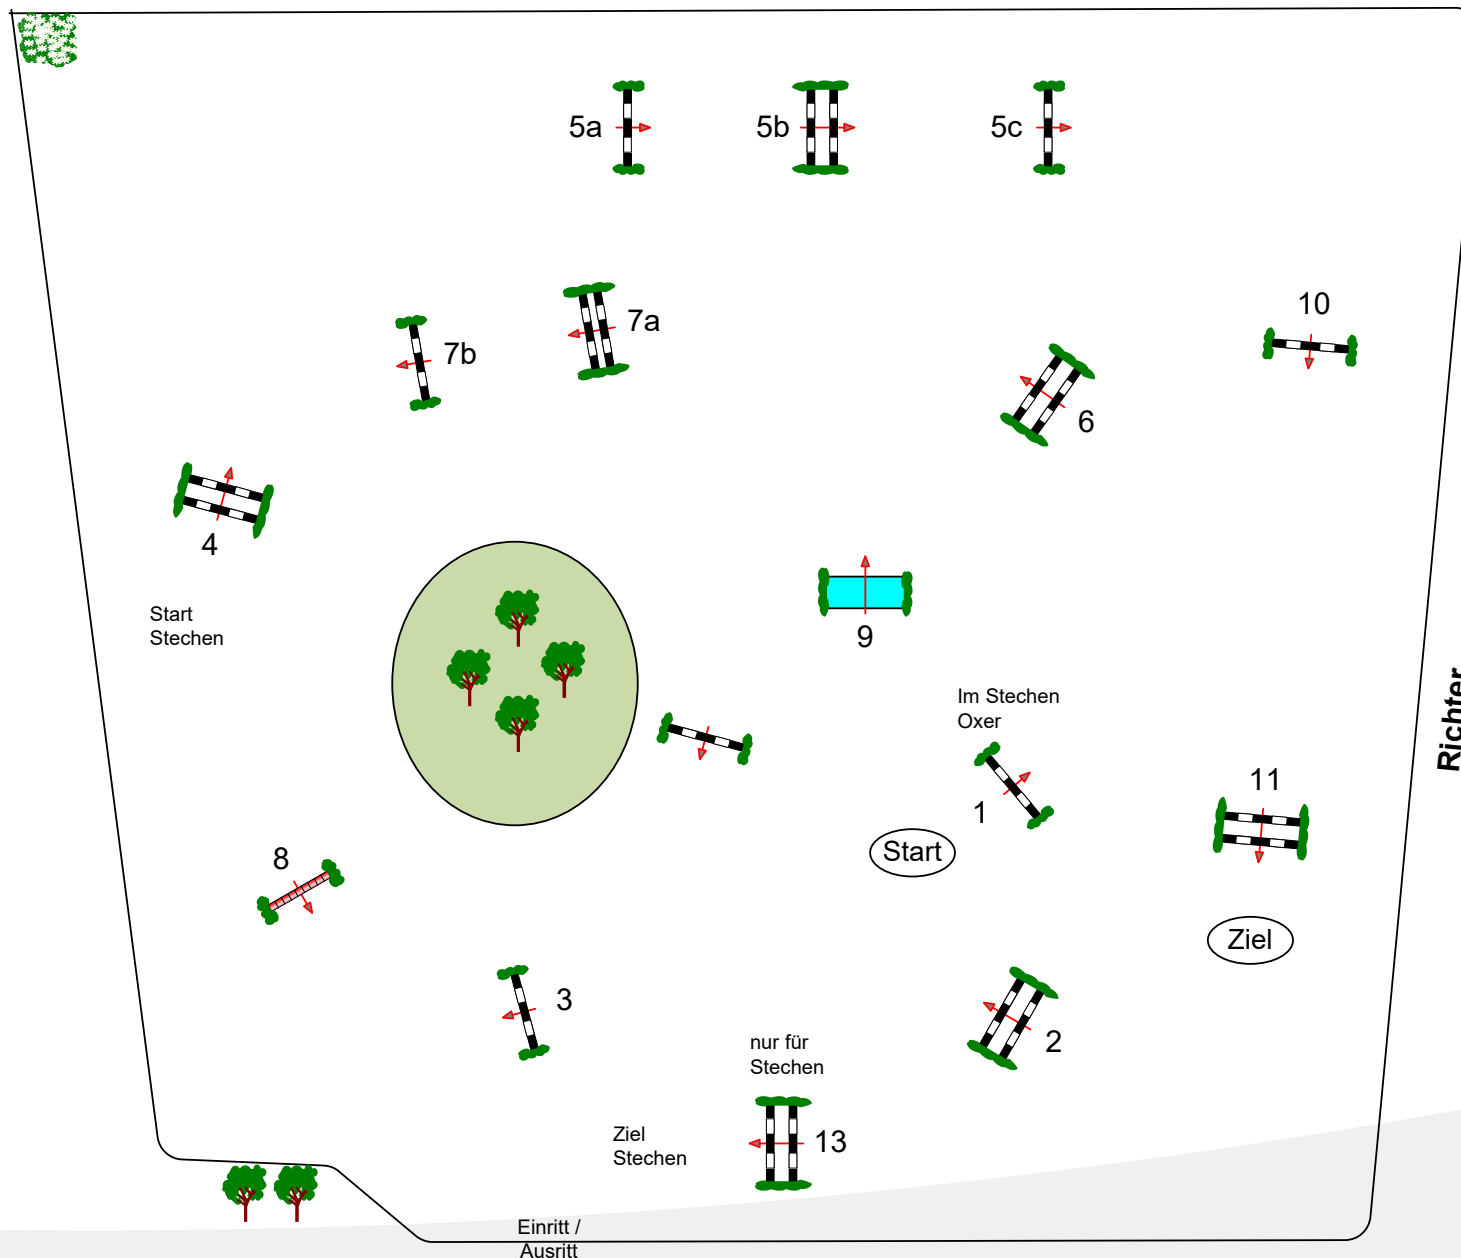 5a
5b
5c
10
7a
7b
6
4
Start
Stechen
9
Im Stechen
Oxer
Richter
11
1
Start
8
Ziel
3
2
nur für
Stechen
Ziel
Stechen
13
Einritt /
Ausritt